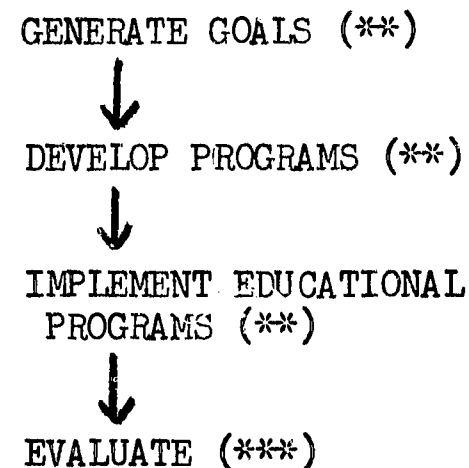 GENERATE GOALS (**)
DEVELOP PROGRAMS (**)
IMPLEMENT EDUCATIONAL
PROGRAMS (**)
EVALUATE (***)